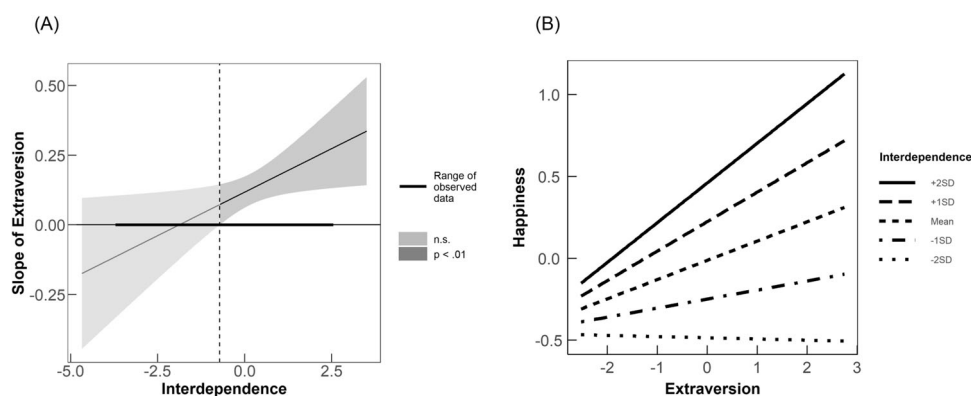 (A)
(B)
0.50
0.25
0.00
-0.25
Slope of Extraversion
-5.0
-2.5
0.0
2.5
Interdependence
Range of
observed
data
n.s.
p < .01
1.0
0.5
0.0
-0.5
Happiness
-2
-1
0
1
2
3
Extraversion
Interdependence
+2SD
+1SD
Mean
-1SD
-2SD